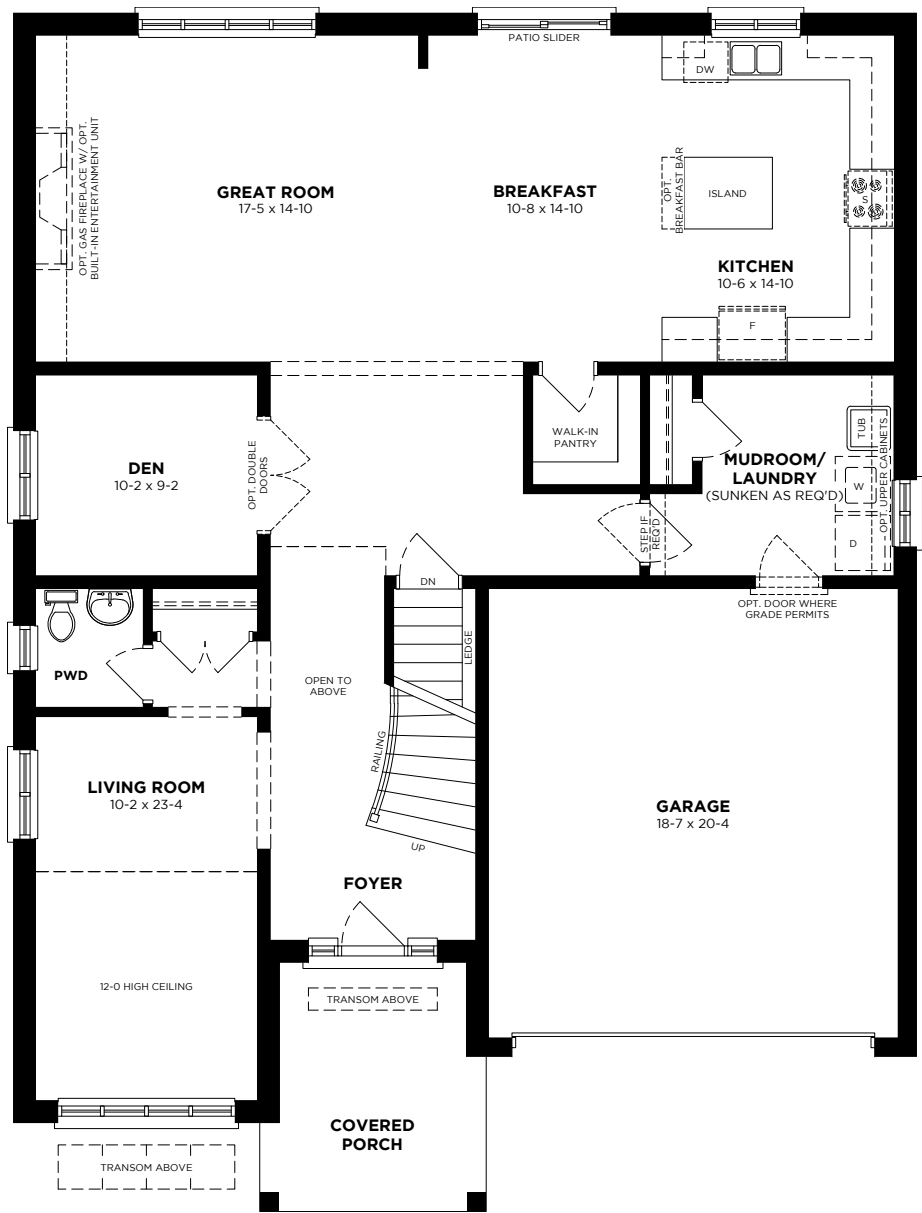 PATIO SLIDER
DW
OPT. GAS FIREPLACE W/ OPT.
BUILT-IN ENTERTAINMENT UNIT
GREAT ROOM
17-5 x 14-10
BREAKFAST
10-8 x 14-10
OPT.
BREAKFAST BAR
ISLAND
S
KITCHEN
10-6 x 14-10
F
DEN
10-2 x 9-2
OPT. DOUBLE
DOORS
WALK-IN
PANTRY
MUDROOM/
LAUNDRY
(SUNKEN AS REQ'D)
TUB
W
D
OPT. UPPER CABINETS
STEP IF
REQ'D
DN
LEDGE
OPT. DOOR WHERE
GRADE PERMITS
PWD
OPEN TO
ABOVE
RAILING
UP
LIVING ROOM
10-2 x 23-4
GARAGE
18-7 x 20-4
FOYER
12-0 HIGH CEILING
TRANSOM ABOVE
COVERED
PORCH
TRANSOM ABOVE